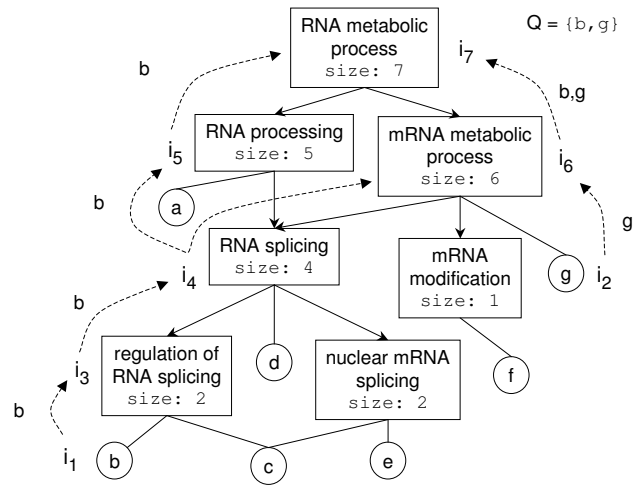 RNA metabolic
process
size: 7
Q = {b,g}
i7
b
b,g
RNA processing
size: 5
mRNA metabolic
process
size: 6
i5
i6
a
b
g
RNA splicing
size: 4
mRNA
modification
size: 1
g
i2
i4
b
d
regulation of
RNA splicing
size: 2
nuclear mRNA
splicing
size: 2
i3
f
b
i1
b
c
e